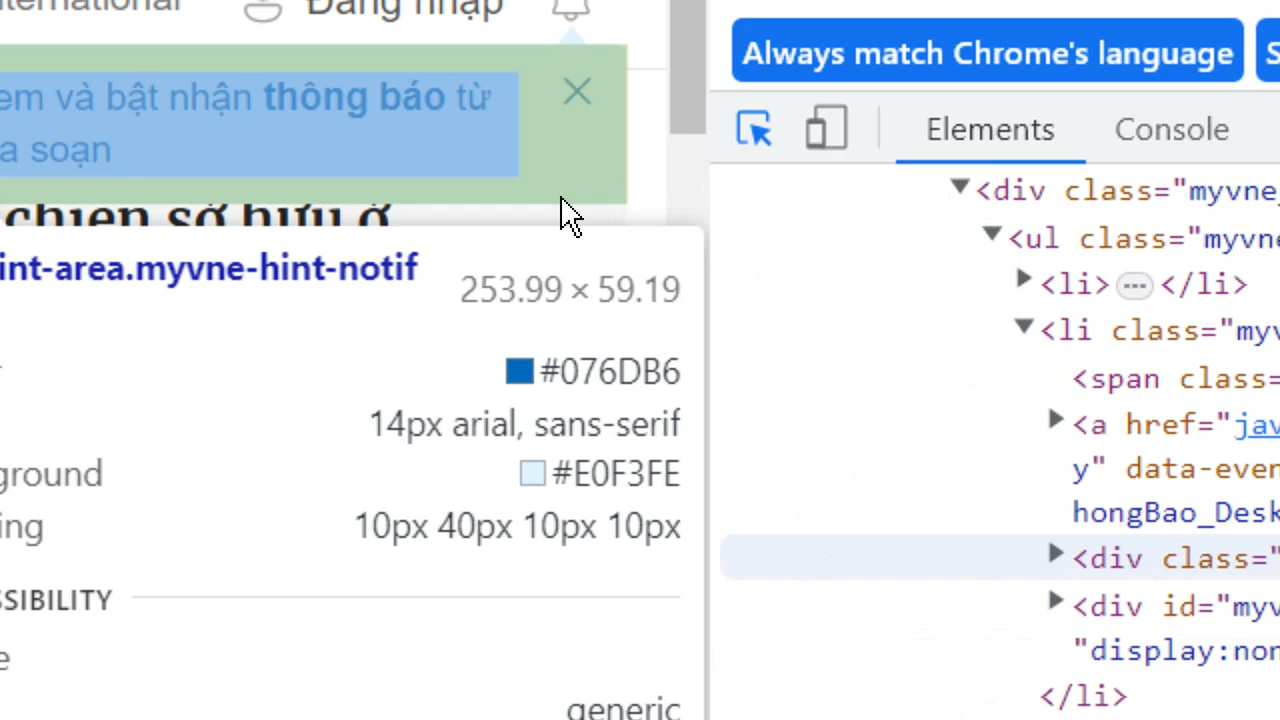 Đăng nhập
em và bật nhận thông báo từ
a soạn
chiến sở hữu ở
int-area.myvne-hint-notif
253.99 × 59.19
#076DB6
14px arial, sans-serif
ground
#E0F3FE
ing
10px 40px 10px 10px
SSIBILITY
e
generic
Always match Chrome's language
S
Elements
Console
<div class="myvne_
<ul class="myvne
<li>…</li>
<li class="myv
<span class=
<a href="jav
y" data-even
hongBao_Desk
<div class="
<div id="myv
"display:non
</li>